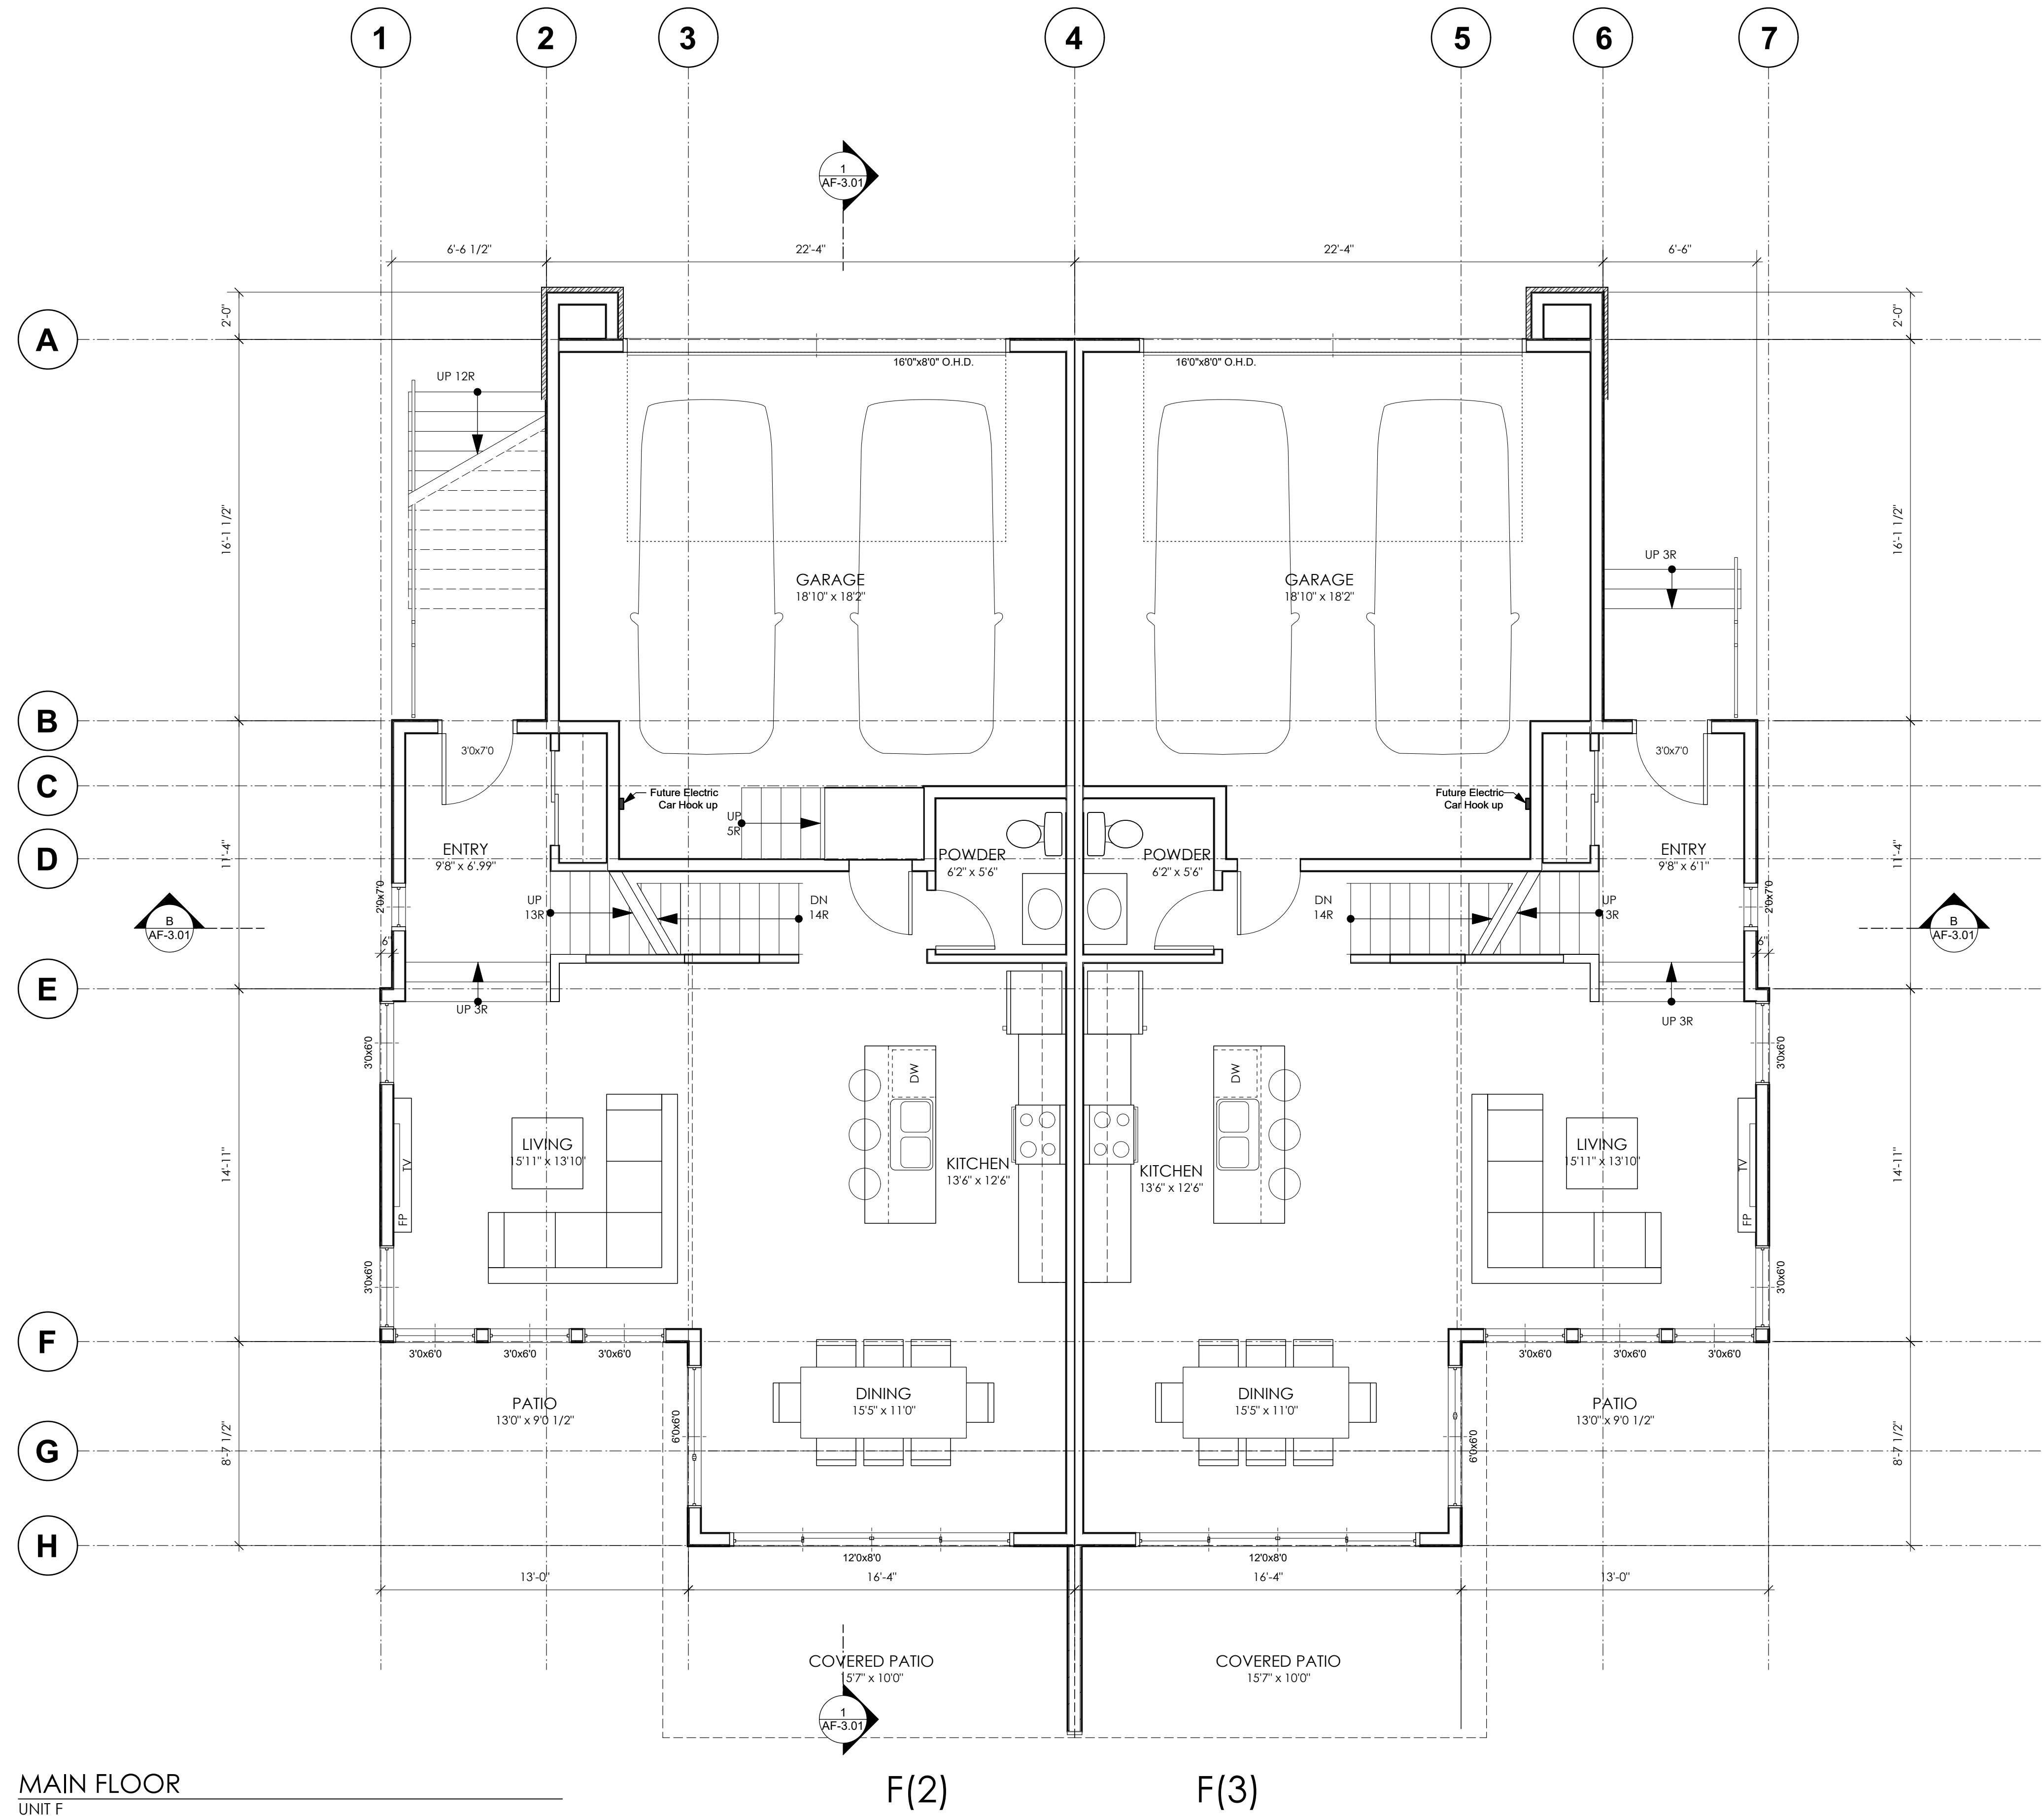 1 2 3 4 5 6 7
1
AF-3.01
6'-6 1/2" 22'-4" 22'-4" 6'-6"
2'-0" 2'-0"
A
16'0"x8'0" O.H.D. 16'0"x8'0" O.H.D.
UP 12R
16'-1 1/2" 16'-1 1/2"
UP 3R
GARAGE GARAGE
18'10" x 18'2" 18'10" x 18'2"
B
3'0x7'0 3'0x7'0
C
Future Electric Future Electric
Car Hook up Car Hook up
UP
5R
D
11'-4" 11'-4"
ENTRY POWDER POWDER ENTRY
9'8" x 6'.99" 6'2" x 5'6" 6'2" x 5'6" 9'8" x 6'1"
2'0x7'0 2'0x7'0
UP DN DN UP
13R 14R 14R 13R
B B
AF-3.01 AF-3.01
6" 6"
E
UP 3R UP 3R
3'0x6'0 3'0x6'0
DW DW
14'-11" 14'-11"
LIVING LIVING
15'11" x 13'10" 15'11" x 13'10"
TV TV
KITCHEN KITCHEN
13'6" x 12'6" 13'6" x 12'6"
FP FP
3'0x6'0 3'0x6'0
F
3'0x6'0 3'0x6'0 3'0x6'0 3'0x6'0 3'0x6'0 3'0x6'0
PATIO DINING DINING PATIO
13'0" x 9'0 1/2" 15'5" x 11'0" 15'5" x 11'0" 13'0" x 9'0 1/2"
6'0x6'0 6'0x6'0
G
8'-7 1/2" 8'-7 1/2"
H
12'0x8'0 12'0x8'0
13'-0" 16'-4" 16'-4" 13'-0"
COVERED PATIO COVERED PATIO
15'7" x 10'0" 15'7" x 10'0"
1
AF-3.01
MAIN FLOOR F(2) F(3)
UNIT F